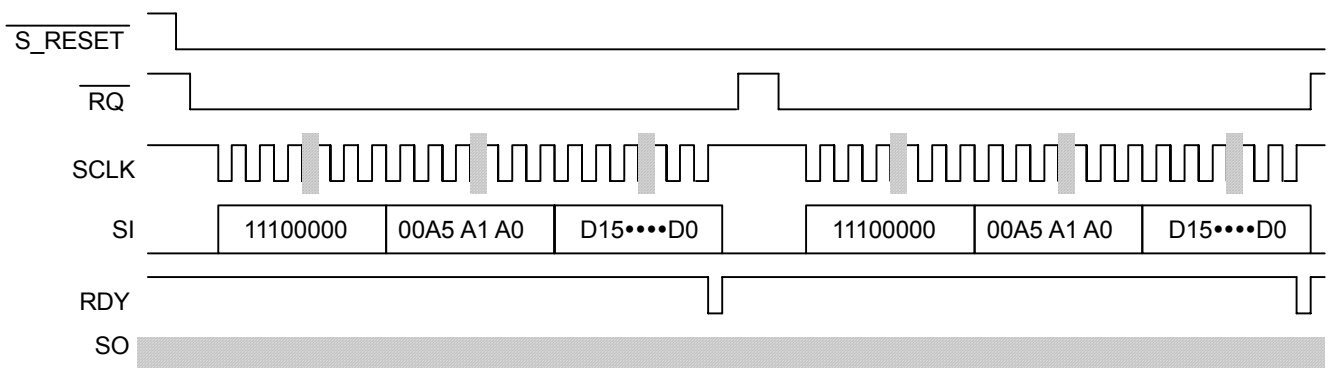 S_RESET
RQ
SCLK
SI 11100000 00A5 A1 A0 D15••••D0 11100000 00A5 A1 A0 D15••••D0
RDY
SO